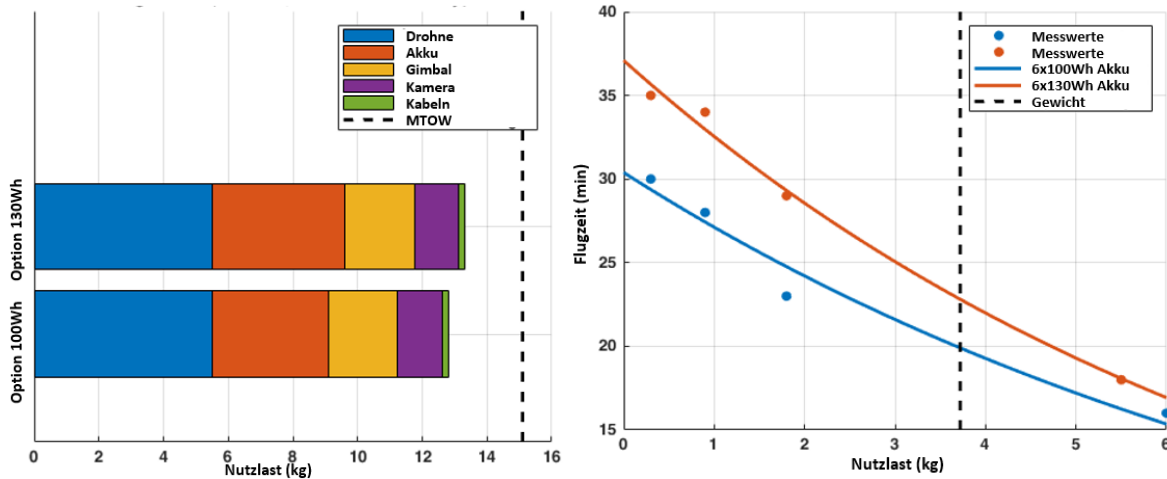 Drohne
Akku
Gimbal
Kamera
Kabeln
MTOW
Option 130Wh
Option 100Wh
0 2 4 6 8 10 12 14 16
Nutzlast (kg)
40
35
30
25
20
15
Flugzeit (min)
Messwerte
Messwerte
6x100Wh Akku
6x130Wh Akku
Gewicht
0 1 2 3 4 5 6
Nutzlast (kg)